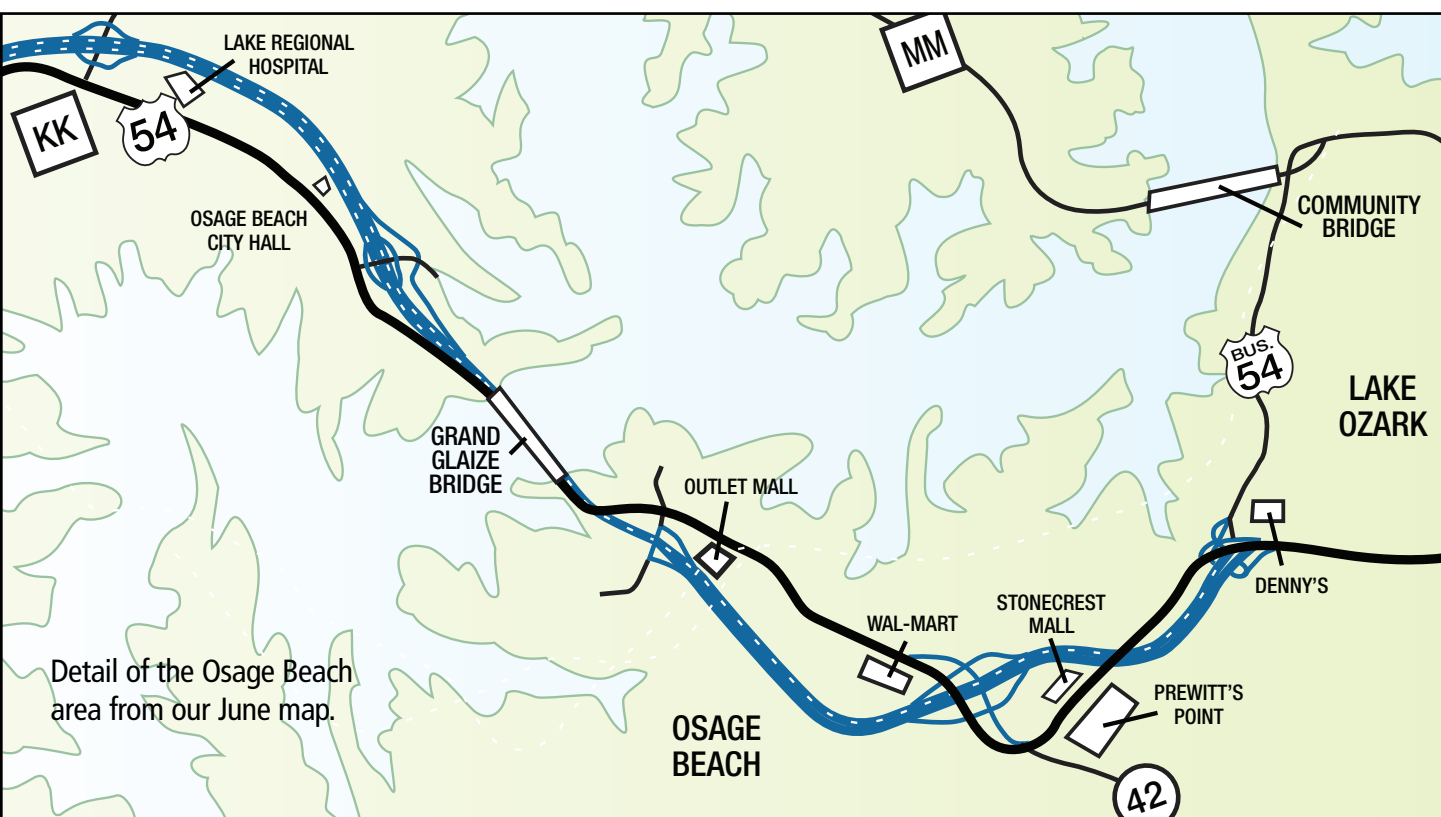 LAKE REGIONAL
HOSPITAL
MM
KK
54
OSAGE BEACH
CITY HALL
COMMUNITY
BRIDGE
BUS.
54
LAKE
OZARK
GRAND
GLAIZE
BRIDGE
OUTLET MALL
DENNY'S
STONECREST
MALL
WAL-MART
Detail of the Osage Beach
area from our June map.
PREWITT'S
POINT
OSAGE
BEACH
42